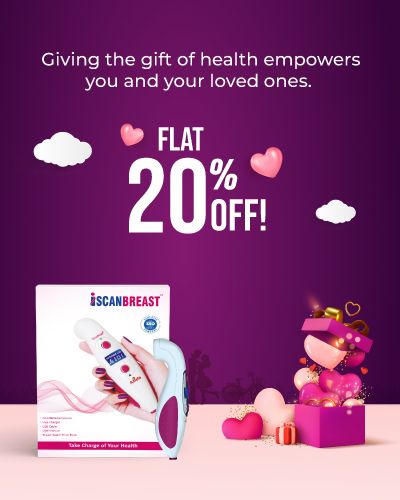 Giving the gift of health empowers
you and your loved ones.
FLAT
20%
OFF!
iSCANBREAST
Take Charge of Your Health